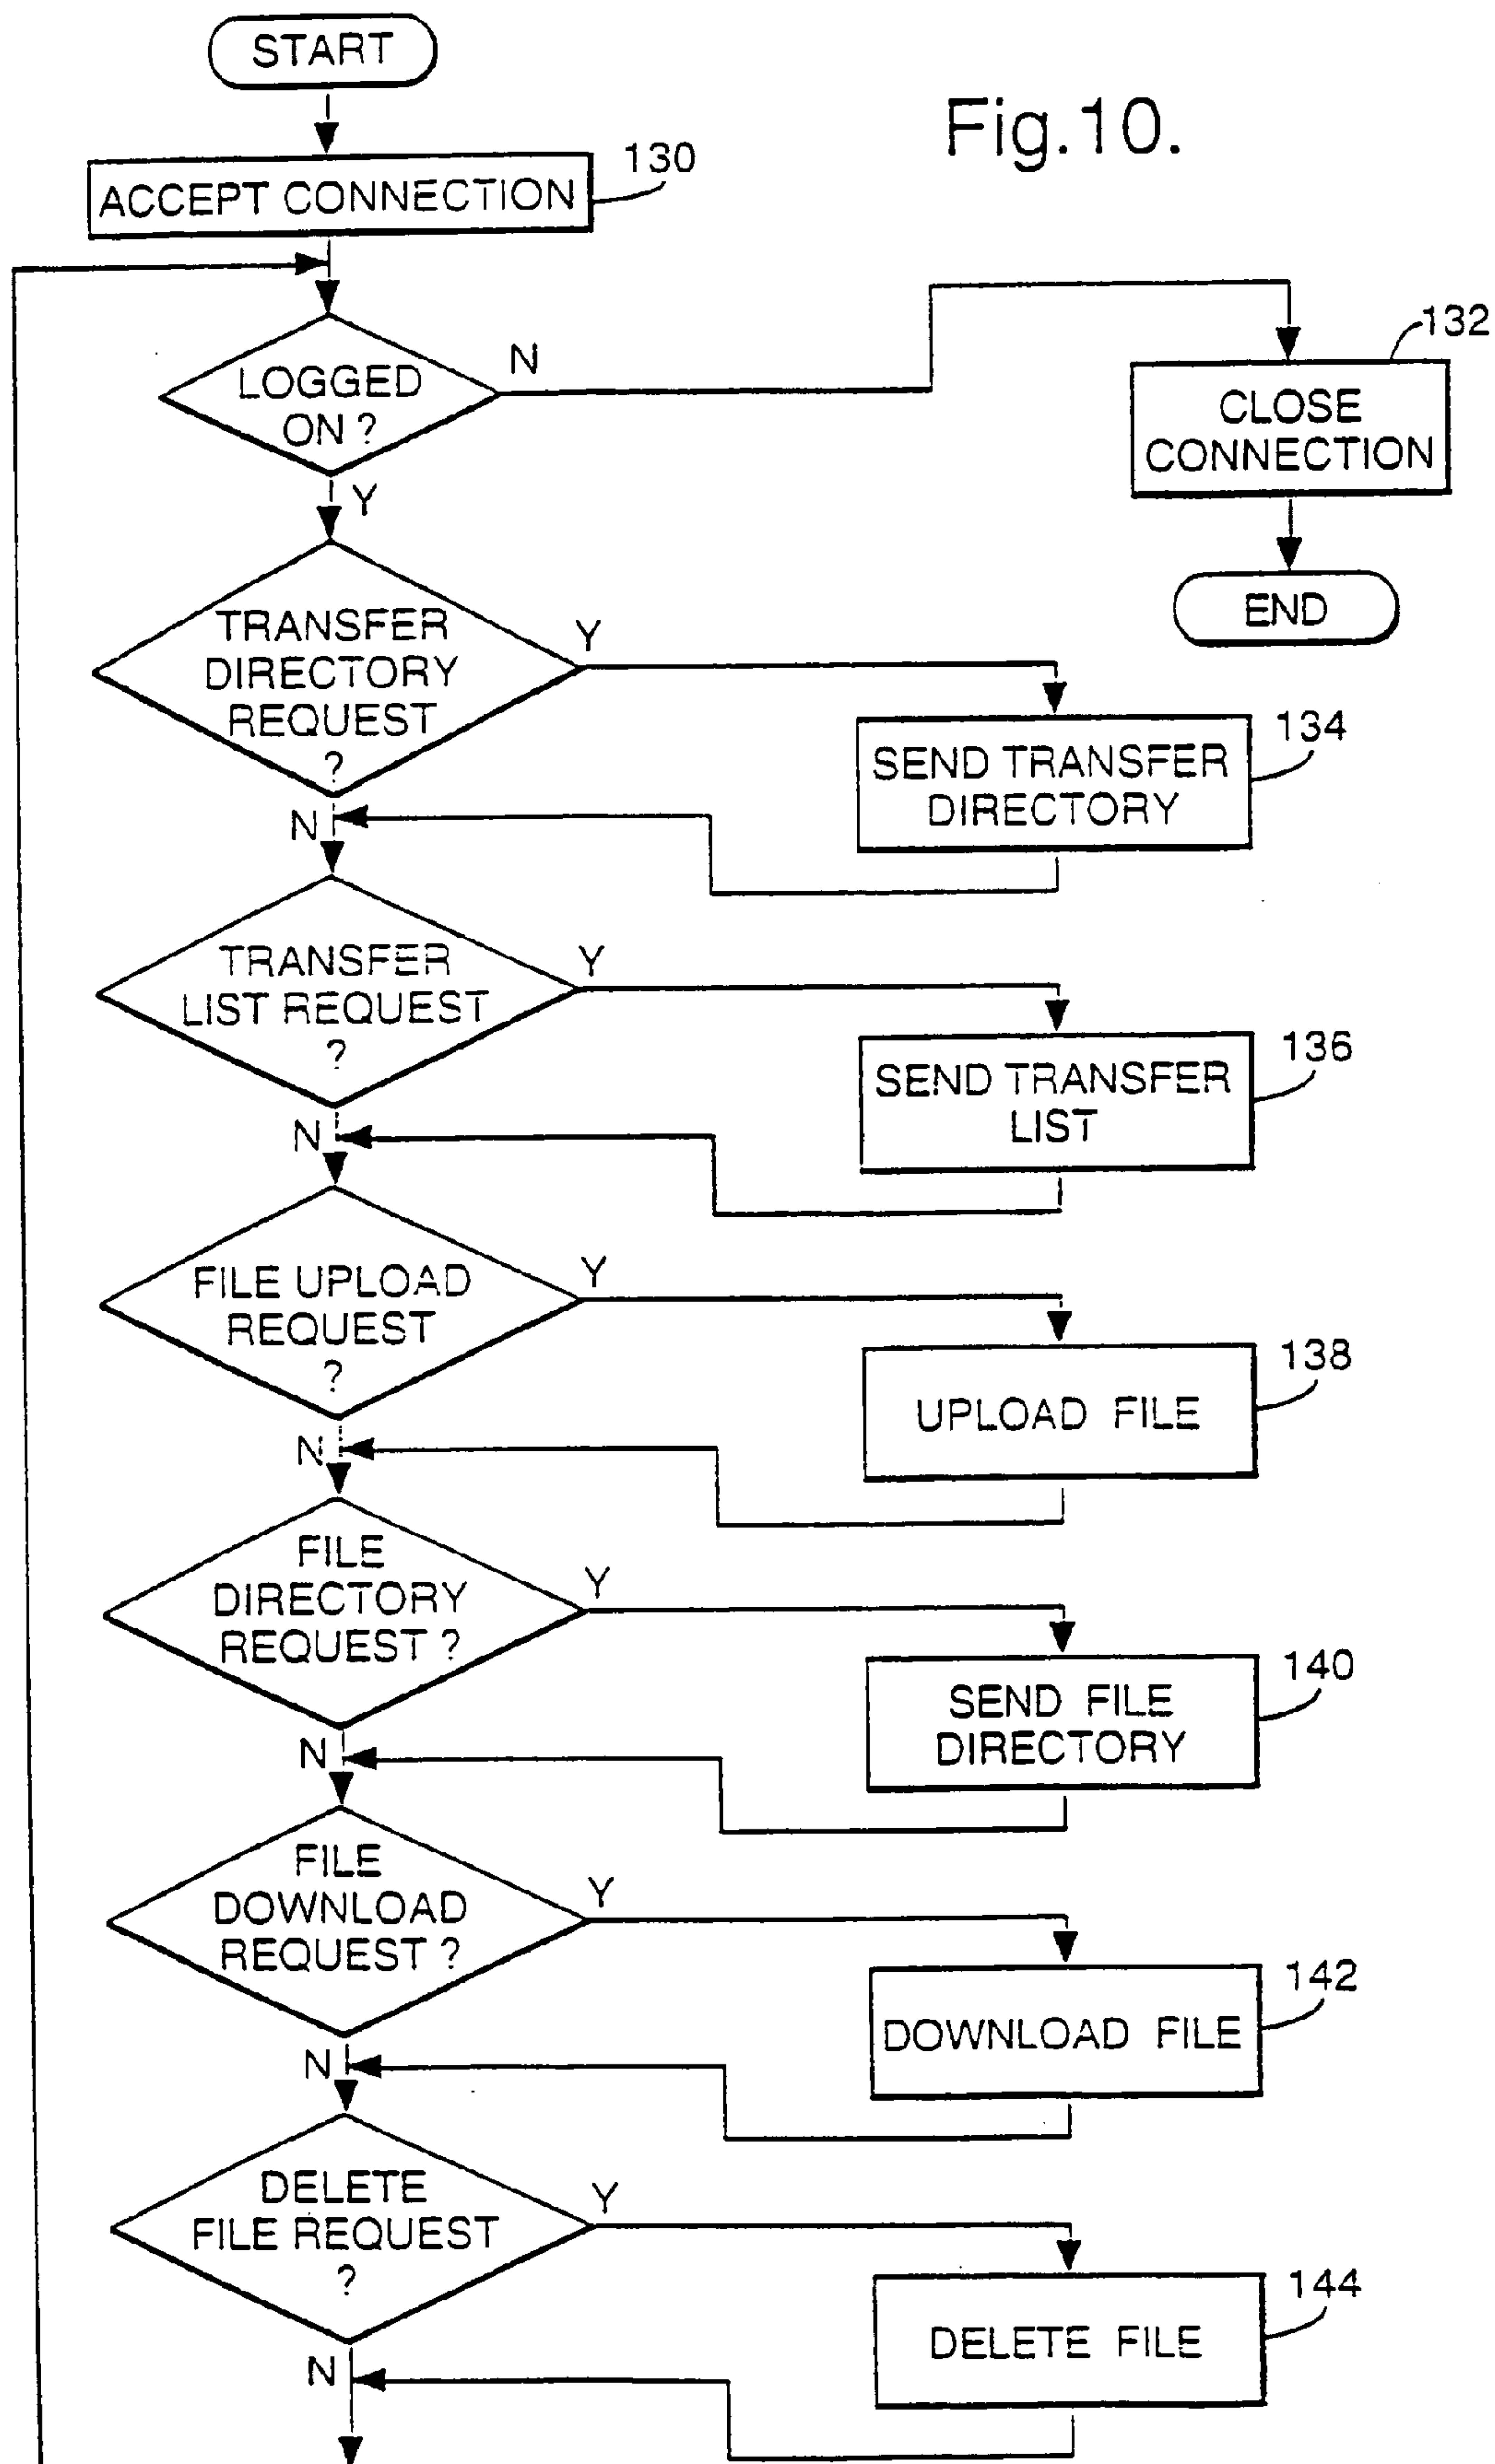 START
Fig.10.
130
ACCEPT CONNECTION
N
132
LOGGED
ON ?
CLOSE
CONNECTION
Y
END
TRANSFER
DIRECTORY
REQUEST
?
Y
134
SEND TRANSFER
DIRECTORY
N
TRANSFER
LIST REQUEST
?
Y
136
SEND TRANSFER
LIST
N
FILE UPLOAD
REQUEST
?
Y
138
UPLOAD FILE
N
FILE
DIRECTORY
REQUEST ?
Y
140
SEND FILE
DIRECTORY
N
FILE
DOWNLOAD
REQUEST ?
Y
142
DOWNLOAD FILE
N
DELETE
FILE REQUEST
?
Y
144
DELETE FILE
N